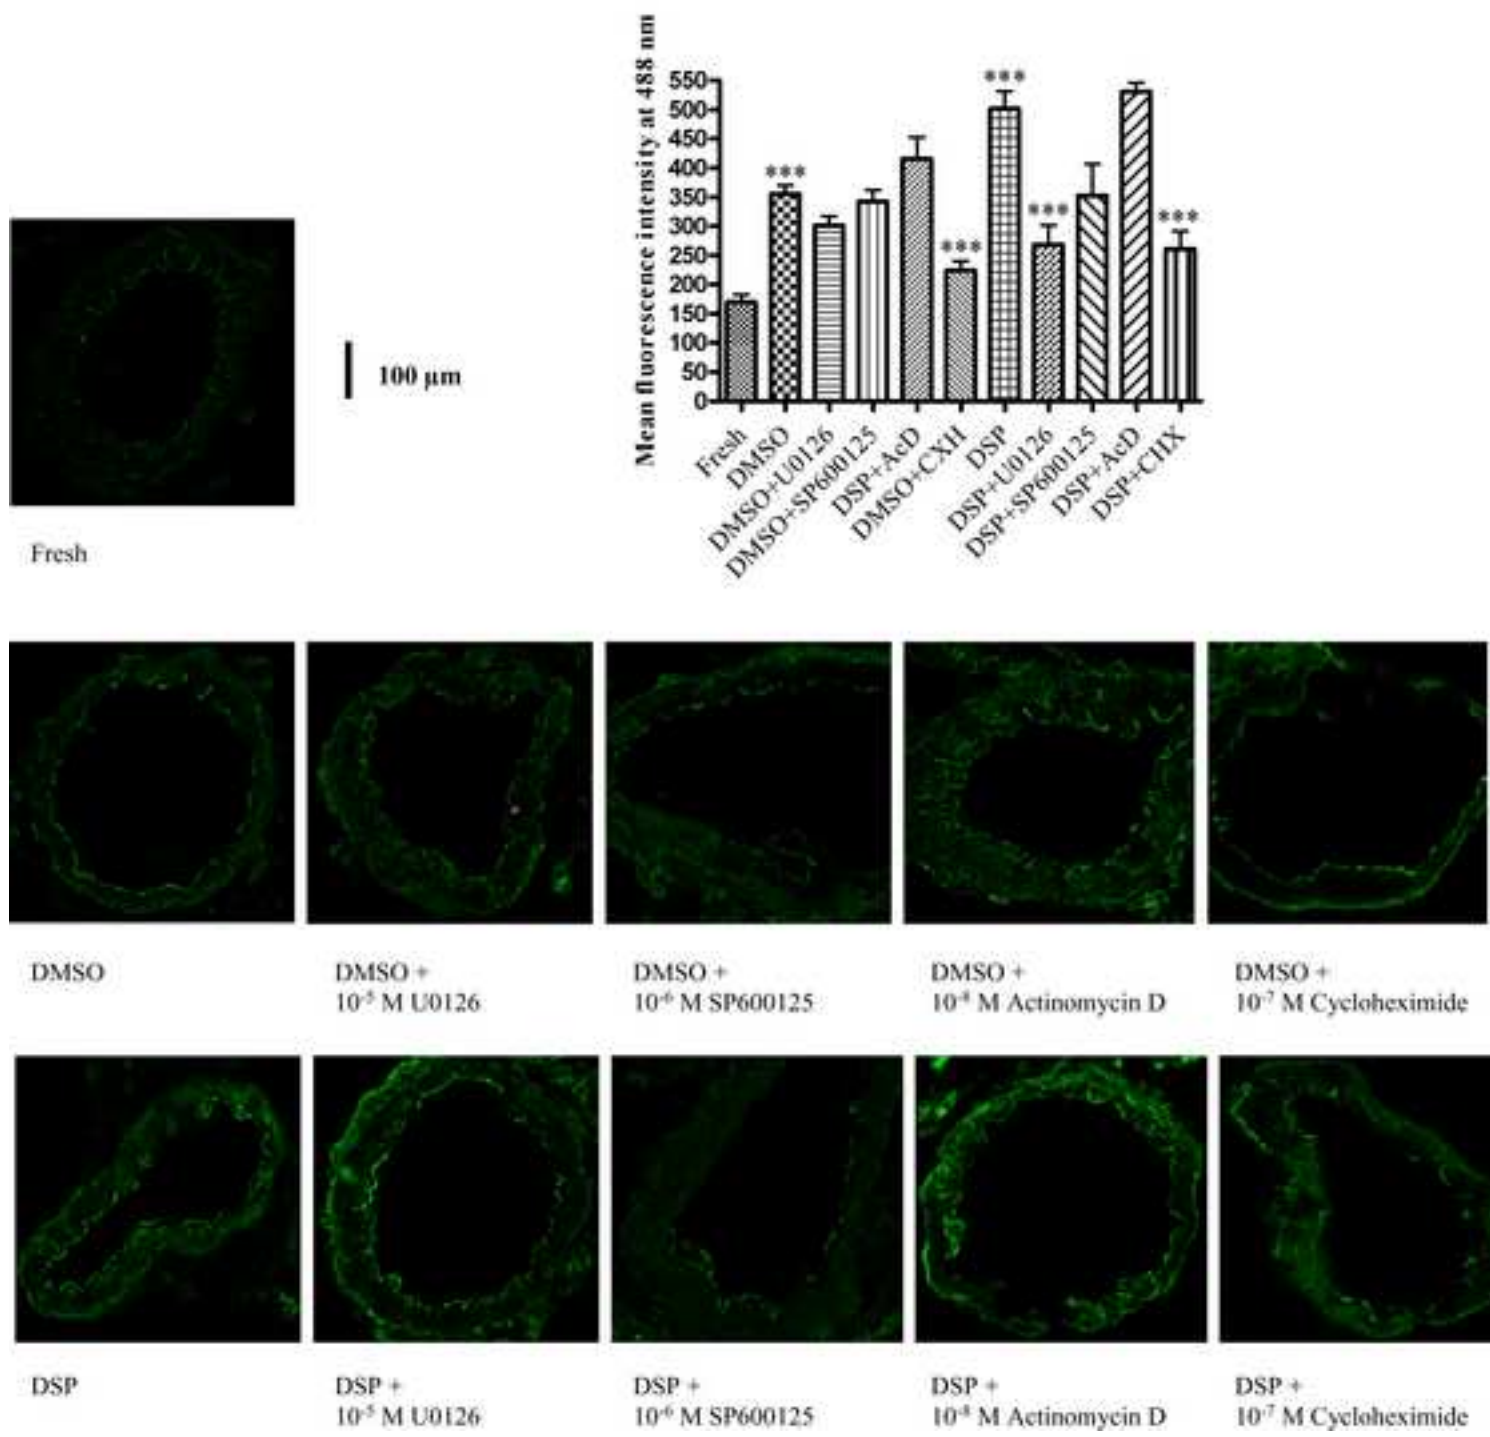 Mean fluorescence intensity at 488 nm
550
500
450
400
350
300
250
200
150
100
50
0
***
***
***
***
***
Fresh
DMSO
DMSO+U0126
DMSO+SP600125
DSP+AcD
DMSO+CXH
DSP
DSP+U0126
DSP+SP600125
DSP+AcD
DSP+CHX
100 µm
Fresh
DMSO
DMSO +
10⁻⁵ M U0126
DMSO +
10⁻⁶ M SP600125
DMSO +
10⁻⁸ M Actinomycin D
DMSO +
10⁻⁷ M Cycloheximide
DSP
DSP +
10⁻⁵ M U0126
DSP +
10⁻⁶ M SP600125
DSP +
10⁻⁸ M Actinomycin D
DSP +
10⁻⁷ M Cycloheximide